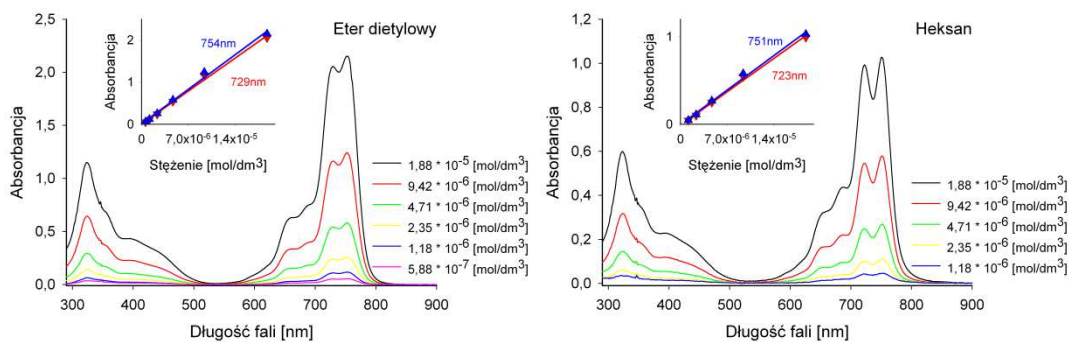 Eter dietylowy
2,5
2,0
1,5
1,0
0,5
0,0
Absorbancja
300 400 500 600 700 800 900
Długość fali [nm]
2
1
0
Absorbancja
754nm
729nm
0 7,0x10⁻⁶ 1,4x10⁻⁵
Stężenie [mol/dm³]
1,88 * 10⁻⁵ [mol/dm³]
9,42 * 10⁻⁶ [mol/dm³]
4,71 * 10⁻⁶ [mol/dm³]
2,35 * 10⁻⁶ [mol/dm³]
1,18 * 10⁻⁶ [mol/dm³]
5,88 * 10⁻⁷ [mol/dm³]
Heksan
1,2
1,0
0,8
0,6
0,4
0,2
0,0
Absorbancja
300 400 500 600 700 800 900
Długość fali [nm]
1
0
Absorbancja
751nm
723nm
0 7,0x10⁻⁶ 1,4x10⁻⁵
Stężenie [mol/dm³]
1,88 * 10⁻⁵ [mol/dm³]
9,42 * 10⁻⁶ [mol/dm³]
4,71 * 10⁻⁶ [mol/dm³]
2,35 * 10⁻⁶ [mol/dm³]
1,18 * 10⁻⁶ [mol/dm³]